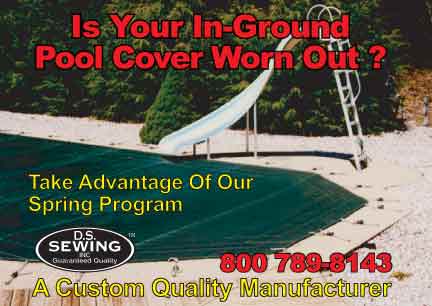 Is Your In-Ground
Pool Cover Worn Out ?
Take Advantage Of Our
Spring Program
D.S. TM
SEWING
INC
Guaranteed Quality
800 789-8143
A Custom Quality Manufacturer